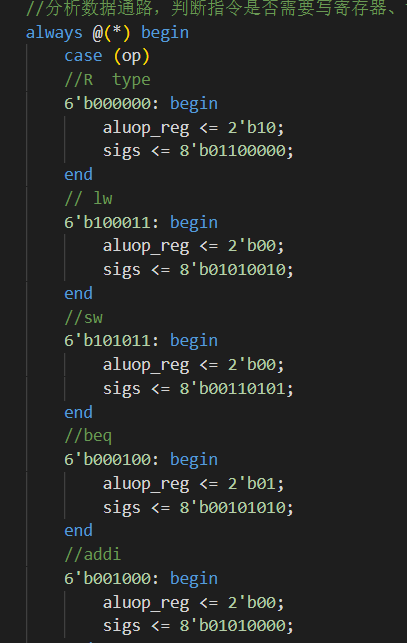 //分析数据通路，判断指令是否需要写寄存器、
always @(*) begin
    case (op)
    //R  type
    6'b000000: begin
        aluop_reg <= 2'b10;
        sigs <= 8'b01100000;
    end
    // lw
    6'b100011: begin
        aluop_reg <= 2'b00;
        sigs <= 8'b01010010;
    end
    //sw
    6'b101011: begin
        aluop_reg <= 2'b00;
        sigs <= 8'b00110101;
    end
    //beq
    6'b000100: begin
        aluop_reg <= 2'b01;
        sigs <= 8'b00101010;
    end
    //addi
    6'b001000: begin
        aluop_reg <= 2'b00;
        sigs <= 8'b01010000;